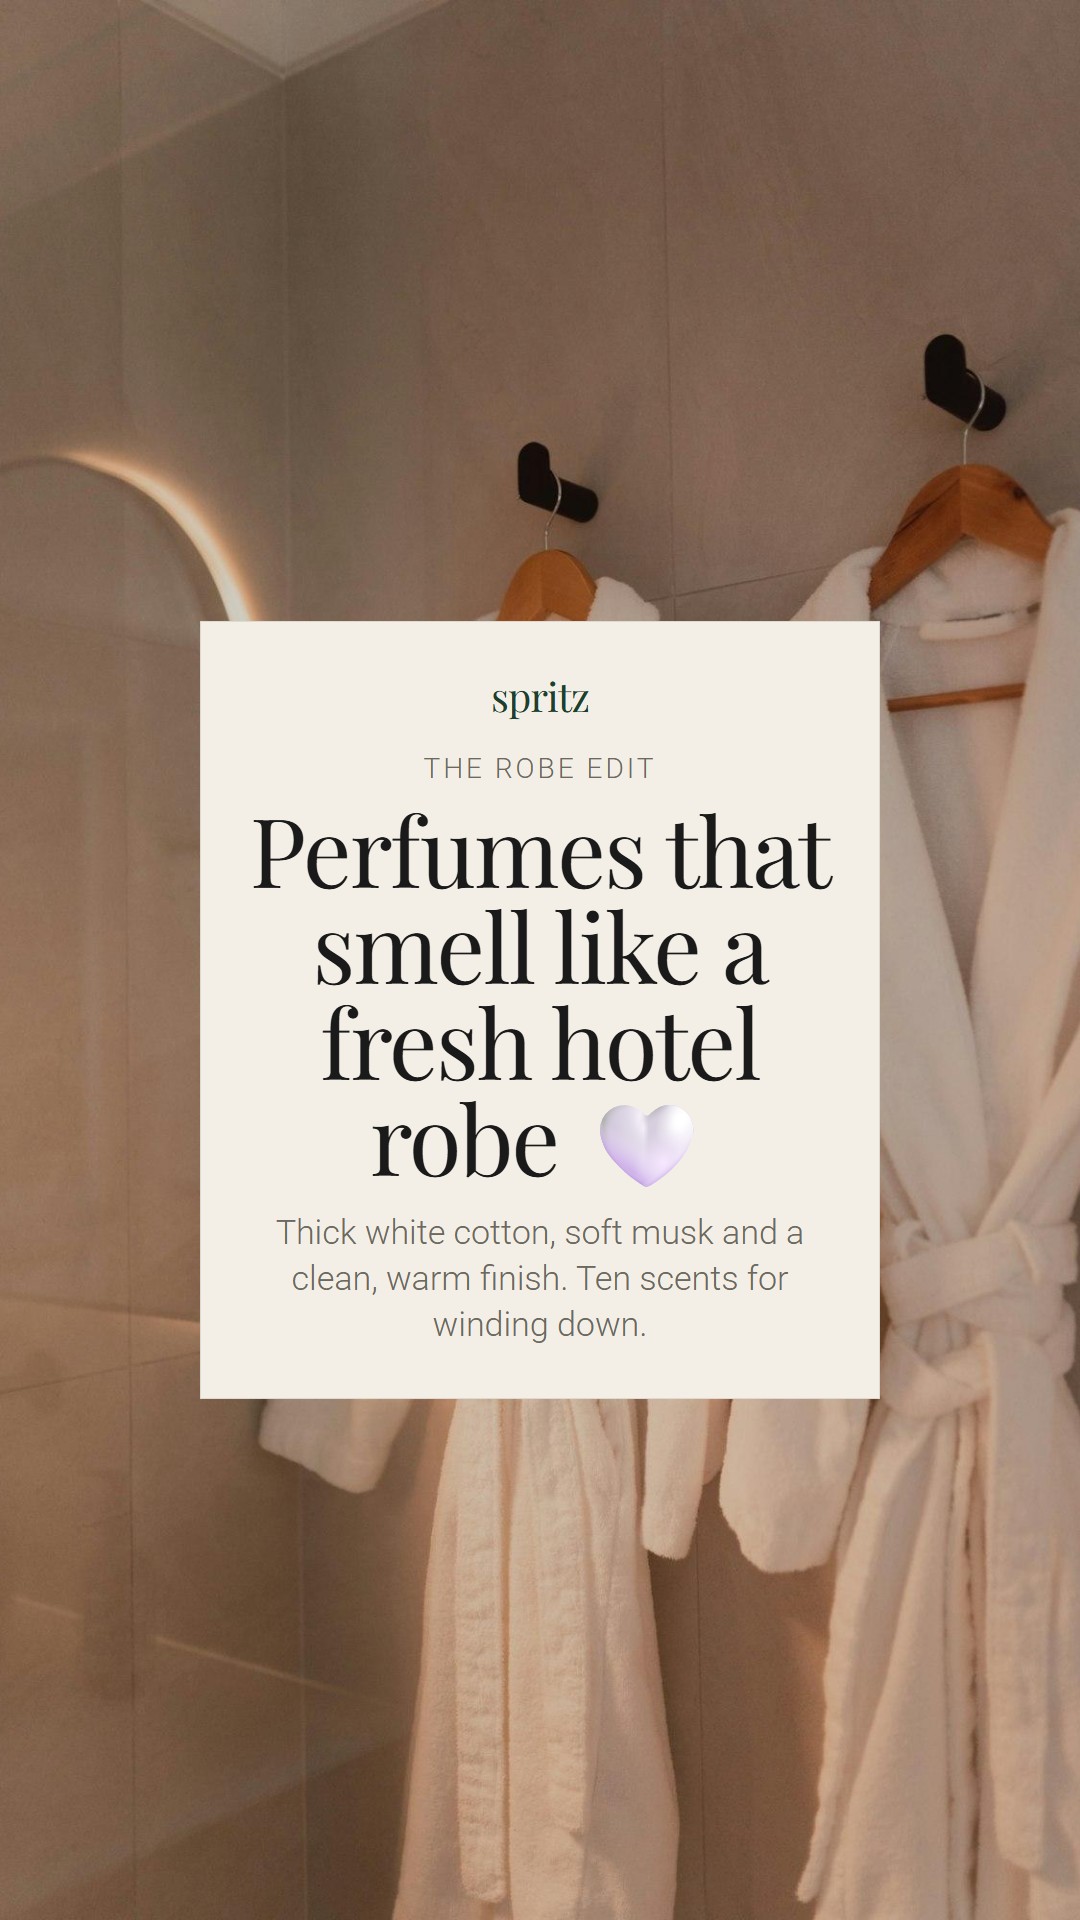 spritz
THE ROBE EDIT
Perfumes that
smell like a
fresh hotel
robe 🤍
Thick white cotton, soft musk and a
clean, warm finish. Ten scents for
winding down.